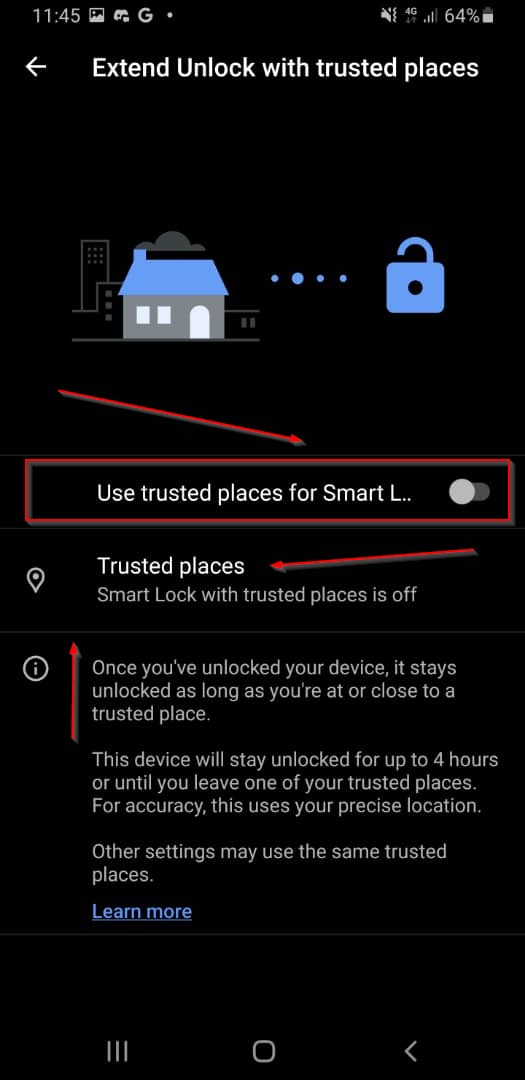 11:45 G 4G 64%
Extend Unlock with trusted places
Use trusted places for Smart L..
Trusted places
Smart Lock with trusted places is off
Once you've unlocked your device, it stays
unlocked as long as you're at or close to a
trusted place.
This device will stay unlocked for up to 4 hours
or until you leave one of your trusted places.
For accuracy, this uses your precise location.
Other settings may use the same trusted
places.
Learn more